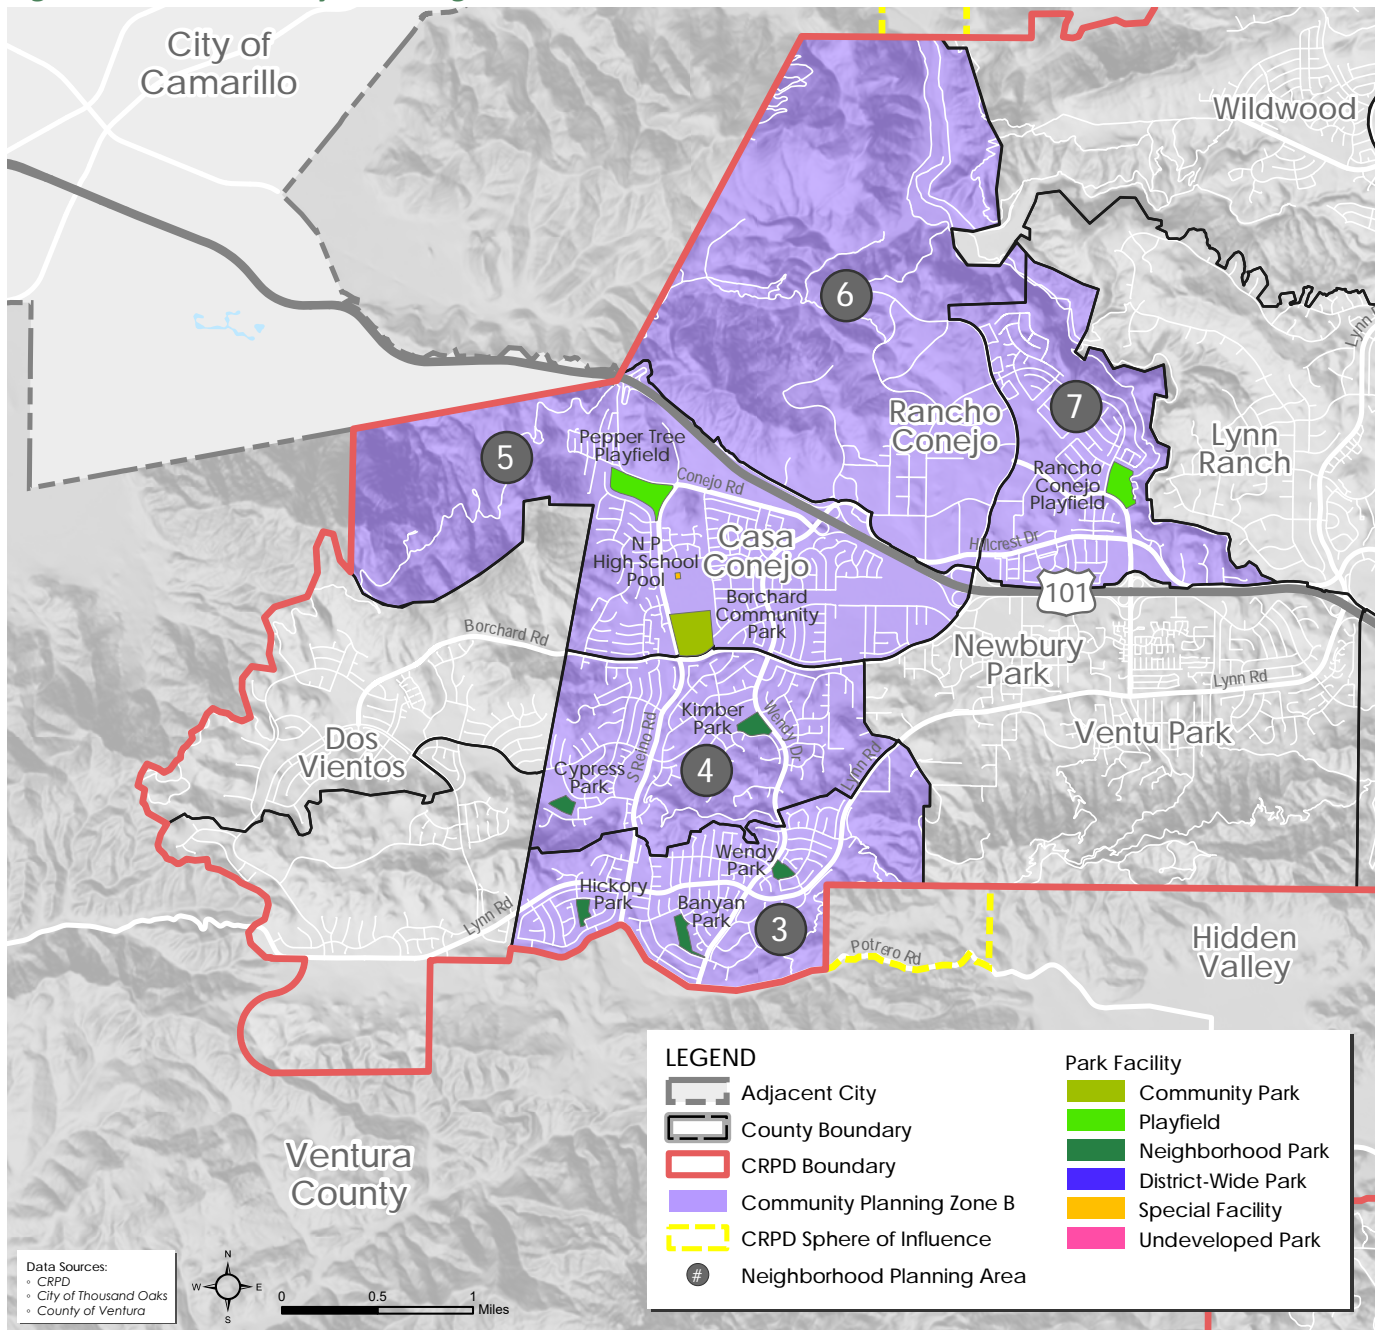 City of
Camarillo
Wildwood
6
Lynn
7
Rancho
Conejo
Lynn
Ranch
5
Pepper Tree
Playfield
Conejo Rd
Rancho
Conejo
Playfield
Casa
Conejo
N P
High School
Pool
Hillcrest Dr
101
Borchard
Community
Park
Borchard Rd
Newbury
Park
Lynn Rd
Ventu Park
Dos
Vientos
Kimber
Park
Wendy Dr
S Reino Rd
4
Lynn Rd
Cypress
Park
Wendy
Park
Hickory
Park
Banyan
Park
3
Lynn Rd
Potrero Rd
Hidden
Valley
Ventura
County
LEGEND
Adjacent City
County Boundary
CRPD Boundary
Community Planning Zone B
CRPD Sphere of Influence
# Neighborhood Planning Area
Park Facility
Community Park
Playfield
Neighborhood Park
District-Wide Park
Special Facility
Undeveloped Park
Data Sources:
◦ CRPD
◦ City of Thousand Oaks
◦ County of Ventura
N
W E
S
0 0.5 1
Miles